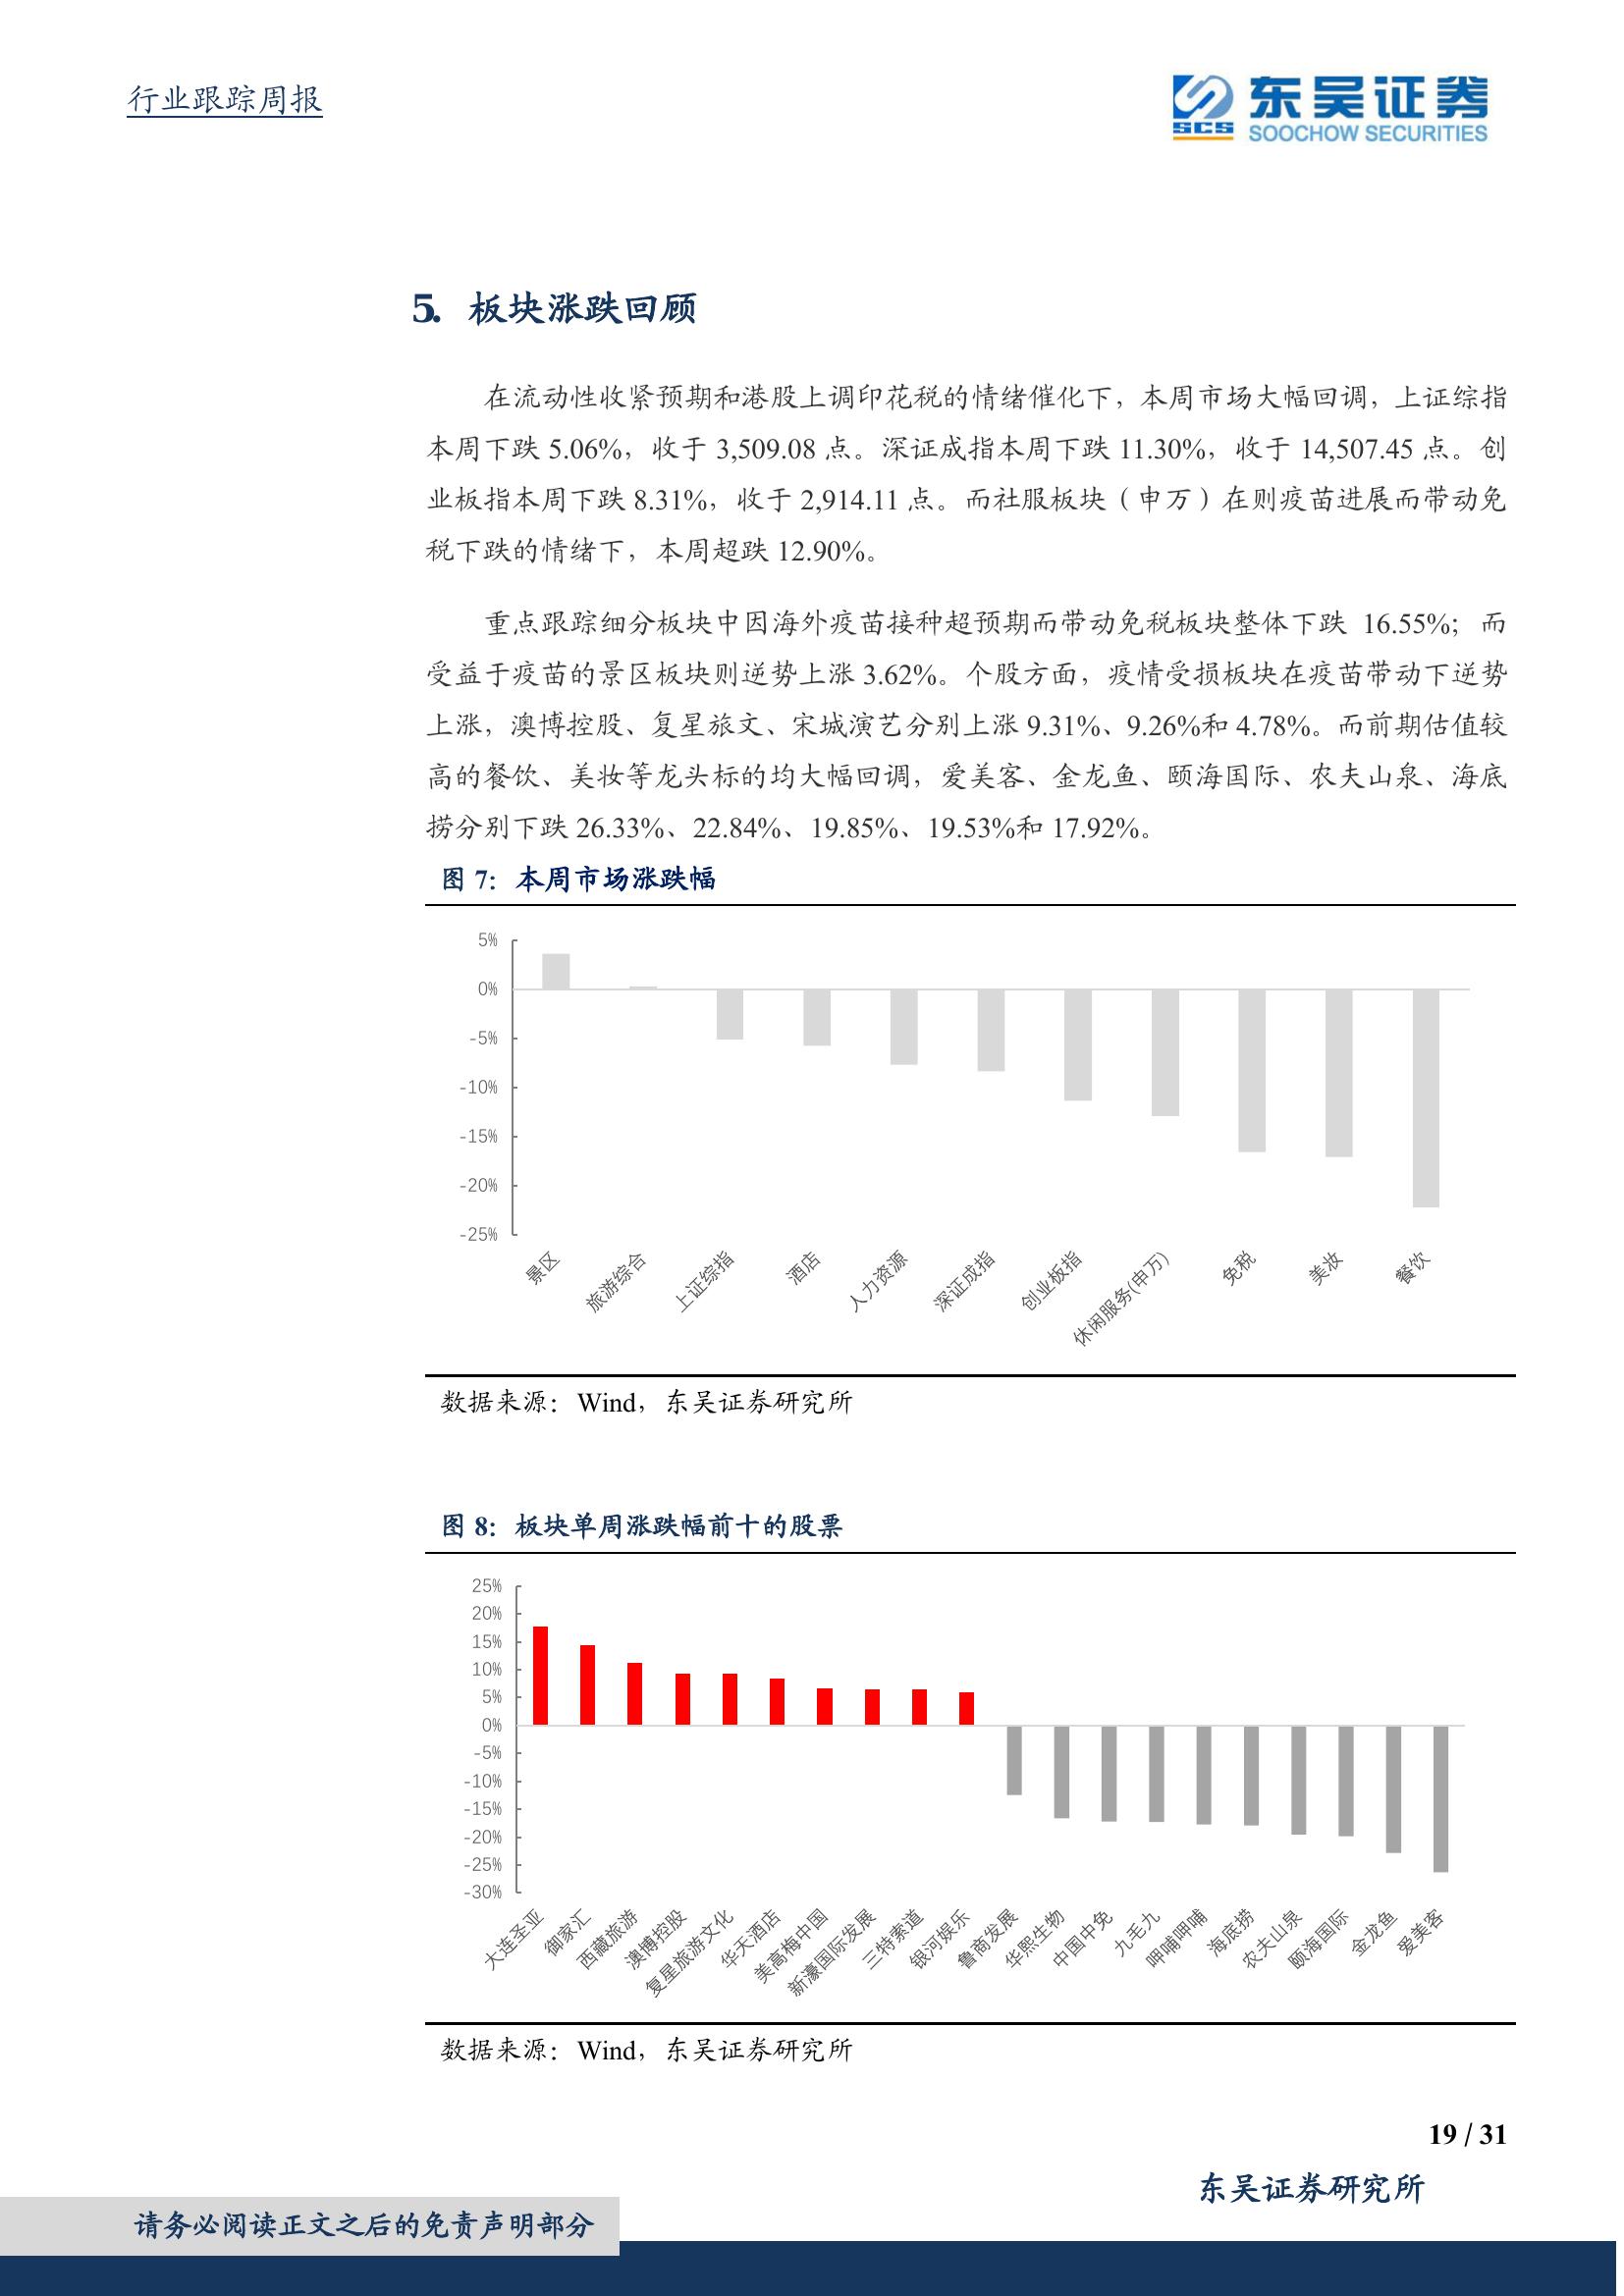 行业跟踪周报
SCS
东吴证券
SOOCHOW SECURITIES
5. 板块涨跌回顾
在流动性收紧预期和港股上调印花税的情绪催化下，本周市场大幅回调，上证综指
本周下跌 5.06%，收于 3,509.08 点。深证成指本周下跌 11.30%，收于 14,507.45 点。创
业板指本周下跌 8.31%，收于 2,914.11 点。而社服板块（申万）在则疫苗进展而带动免
税下跌的情绪下，本周超跌 12.90%。
重点跟踪细分板块中因海外疫苗接种超预期而带动免税板块整体下跌 16.55%；而
受益于疫苗的景区板块则逆势上涨 3.62%。个股方面，疫情受损板块在疫苗带动下逆势
上涨，澳博控股、复星旅文、宋城演艺分别上涨 9.31%、9.26%和 4.78%。而前期估值较
高的餐饮、美妆等龙头标的均大幅回调，爱美客、金龙鱼、颐海国际、农夫山泉、海底
捞分别下跌 26.33%、22.84%、19.85%、19.53%和 17.92%。
图 7：本周市场涨跌幅
5%
0%
-5%
-10%
-15%
-20%
-25%
景区
旅游综合
上证综指
酒店
人力资源
深证成指
创业板指
休闲服务(申万)
免税
美妆
餐饮
数据来源：Wind，东吴证券研究所
图 8：板块单周涨跌幅前十的股票
25%
20%
15%
10%
5%
0%
-5%
-10%
-15%
-20%
-25%
-30%
大连圣亚
御家汇
西藏旅游
澳博控股
复星旅游文化
华天酒店
美高梅中国
新濠国际发展
三特索道
银河娱乐
鲁商发展
华熙生物
中国中免
九毛九
呷哺呷哺
海底捞
农夫山泉
颐海国际
金龙鱼
爱美客
数据来源：Wind，东吴证券研究所
19 / 31
东吴证券研究所
请务必阅读正文之后的免责声明部分